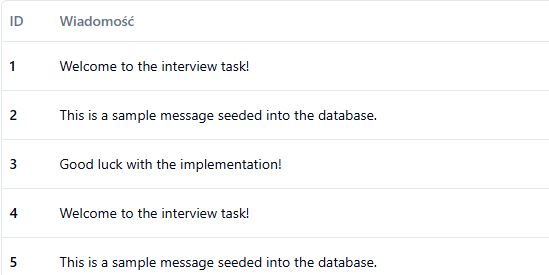 ID Wiadomość
1 Welcome to the interview task!
2 This is a sample message seeded into the database.
3 Good luck with the implementation!
4 Welcome to the interview task!
5 This is a sample message seeded into the database.